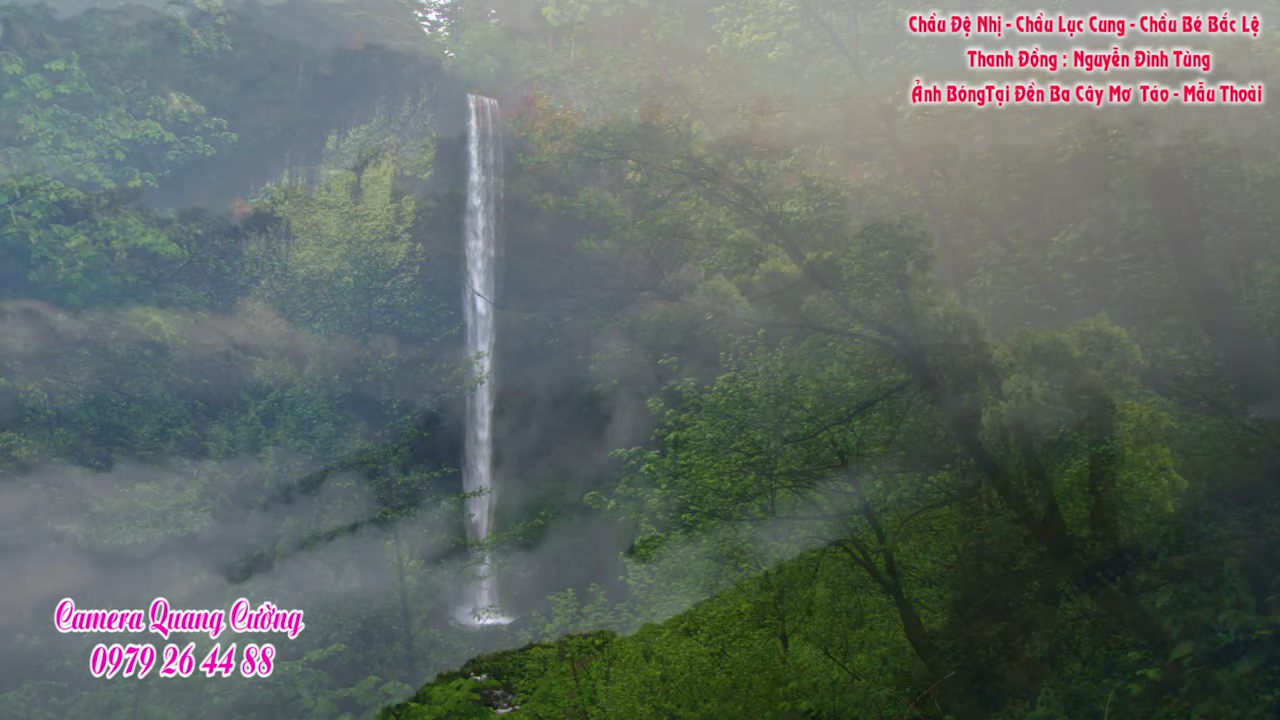 Chầu Đệ Nhị - Chầu Lục Cung - Chầu Bé Bắc Lệ
Thanh Đồng : Nguyễn Đình Tùng
Ảnh BóngTại Đền Ba Cây Mơ Táo - Mẫu Thoải
Camera Quang Cường
0979 26 44 88